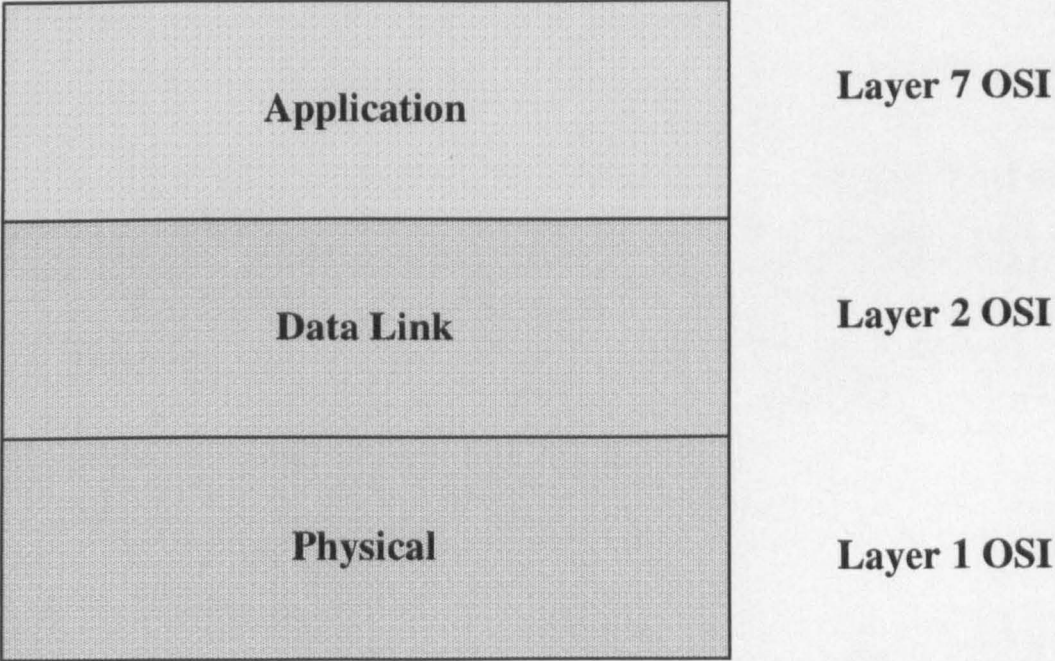 Application
Layer 7 OSI
Data Link
Layer 2 OSI
Physical
Layer 1 OSI